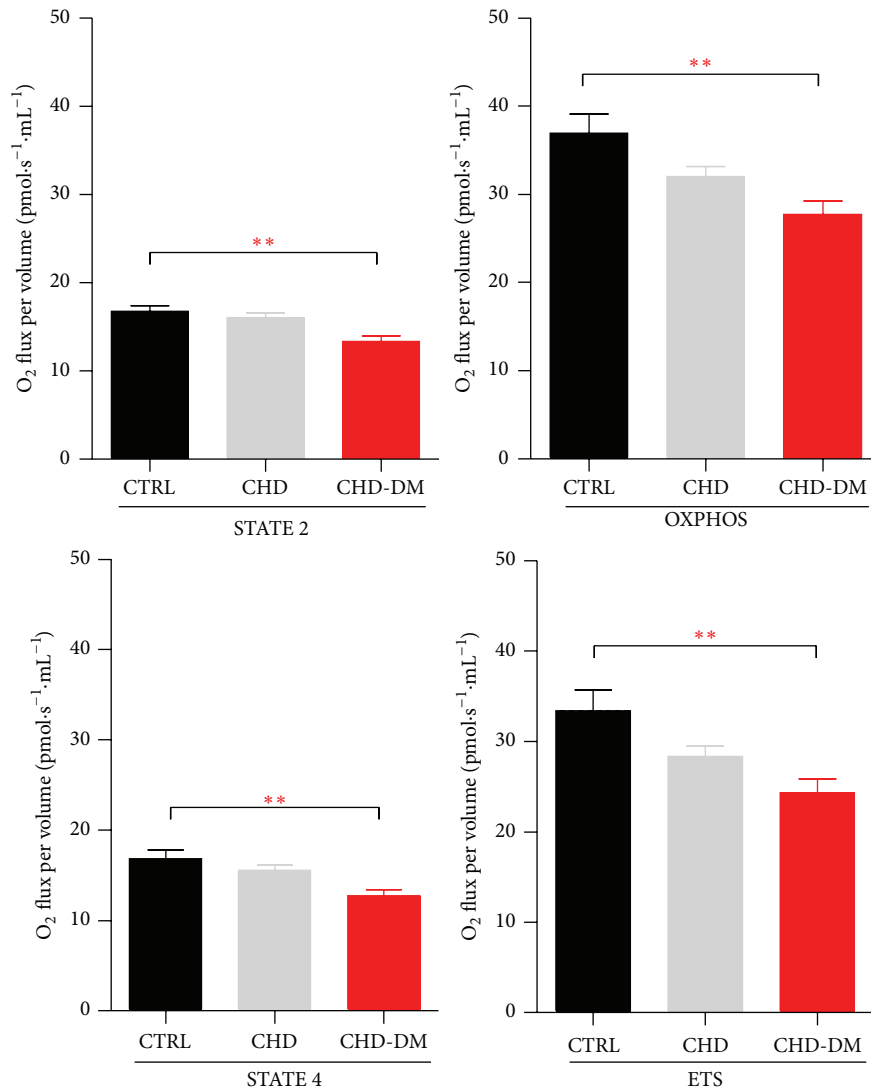 50
40
30
20
10
0
O₂ flux per volume (pmol·s⁻¹·mL⁻¹)
**
CTRL CHD CHD-DM
STATE 2
50
40
30
20
10
0
O₂ flux per volume (pmol·s⁻¹·mL⁻¹)
**
CTRL CHD CHD-DM
OXPHOS
50
40
30
20
10
0
O₂ flux per volume (pmol·s⁻¹·mL⁻¹)
**
CTRL CHD CHD-DM
STATE 4
50
40
30
20
10
0
O₂ flux per volume (pmol·s⁻¹·mL⁻¹)
**
CTRL CHD CHD-DM
ETS